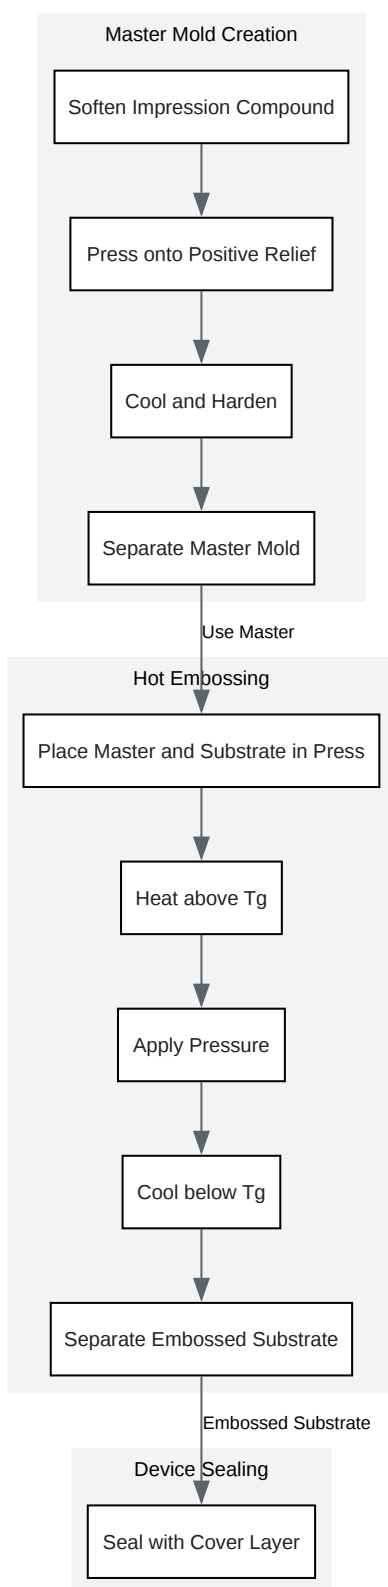 Master Mold Creation
Soften Impression Compound
Press onto Positive Relief
Cool and Harden
Separate Master Mold
Use Master
Hot Embossing
Place Master and Substrate in Press
Heat above Tg
Apply Pressure
Cool below Tg
Separate Embossed Substrate
Embossed Substrate
Device Sealing
Seal with Cover Layer